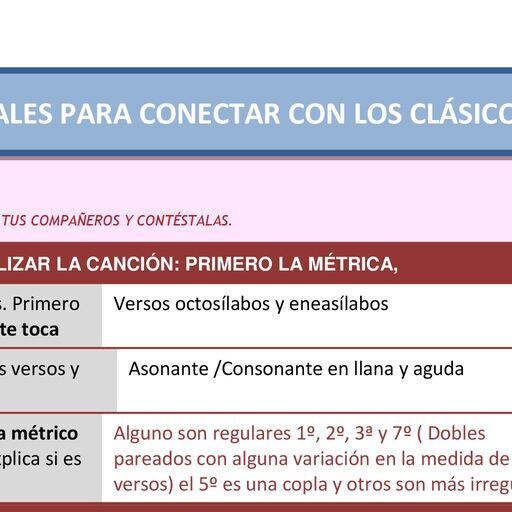 ALES PARA CONECTAR CON LOS CLÁSICO
TUS COMPAÑEROS Y CONTÉSTALAS.
LIZAR LA CANCIÓN: PRIMERO LA MÉTRICA,
s. Primero
te toca
Versos octosílabos y eneasílabos
s versos y
Asonante /Consonante en llana y aguda
a métrico
plica si es
Alguno son regulares 1º, 2º, 3ª y 7º ( Dobles
pareados con alguna variación en la medida de
versos) el 5º es una copla y otros son más irregu